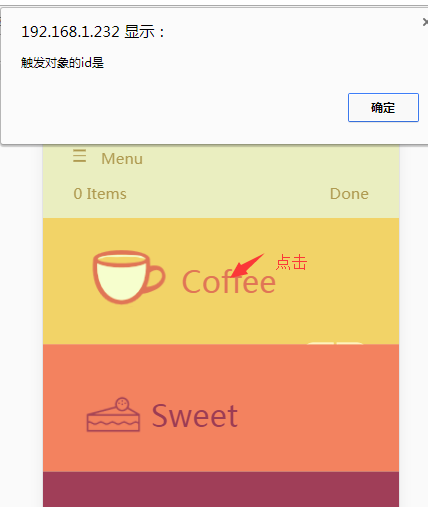 192.168.1.232 显示：
触发对象的id是
确定
☰ Menu
0 Items Done
Coffee 点击
Sweet